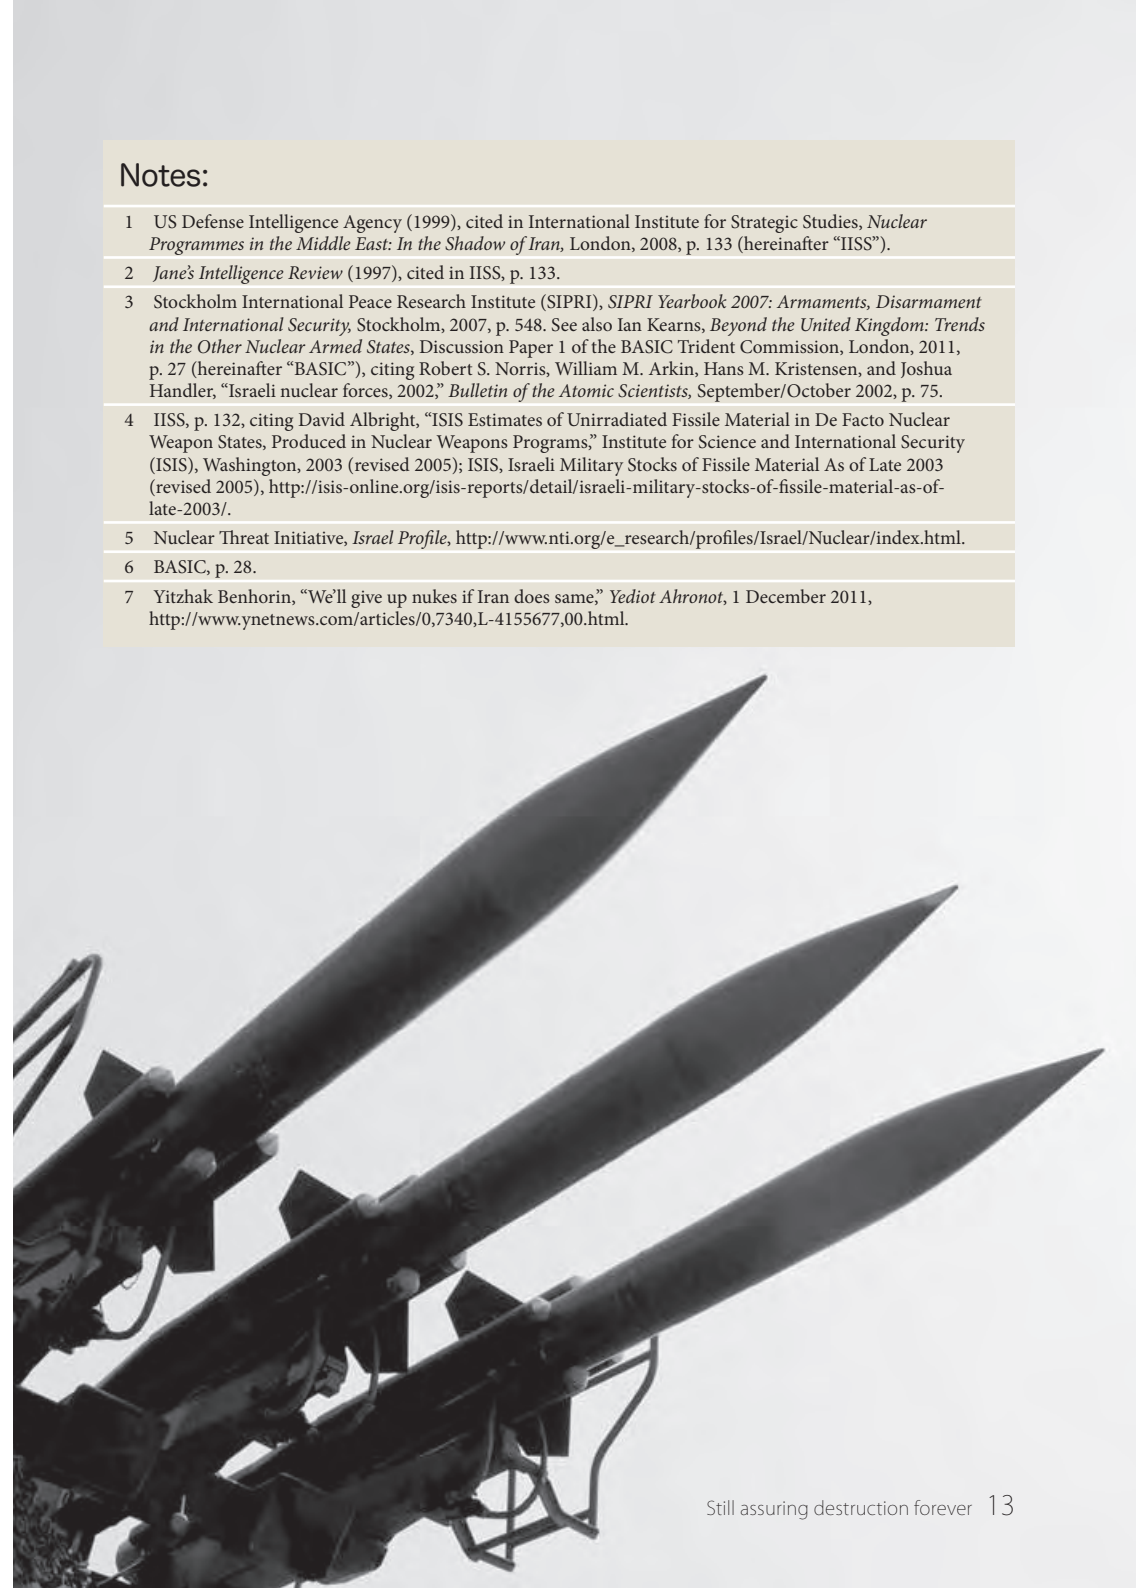 Notes:
1 US Defense Intelligence Agency (1999), cited in International Institute for Strategic Studies, Nuclear
Programmes in the Middle East: In the Shadow of Iran, London, 2008, p. 133 (hereinafter “IISS”).
2 Jane’s Intelligence Review (1997), cited in IISS, p. 133.
3 Stockholm International Peace Research Institute (SIPRI), SIPRI Yearbook 2007: Armaments, Disarmament
and International Security, Stockholm, 2007, p. 548. See also Ian Kearns, Beyond the United Kingdom: Trends
in the Other Nuclear Armed States, Discussion Paper 1 of the BASIC Trident Commission, London, 2011,
p. 27 (hereinafter “BASIC”), citing Robert S. Norris, William M. Arkin, Hans M. Kristensen, and Joshua
Handler, “Israeli nuclear forces, 2002,” Bulletin of the Atomic Scientists, September/October 2002, p. 75.
4 IISS, p. 132, citing David Albright, “ISIS Estimates of Unirradiated Fissile Material in De Facto Nuclear
Weapon States, Produced in Nuclear Weapons Programs,” Institute for Science and International Security
(ISIS), Washington, 2003 (revised 2005); ISIS, Israeli Military Stocks of Fissile Material As of Late 2003
(revised 2005), http://isis-online.org/isis-reports/detail/israeli-military-stocks-of-fissile-material-as-of-
late-2003/.
5 Nuclear Threat Initiative, Israel Profile, http://www.nti.org/e_research/profiles/Israel/Nuclear/index.html.
6 BASIC, p. 28.
7 Yitzhak Benhorin, “We’ll give up nukes if Iran does same,” Yediot Ahronot, 1 December 2011,
http://www.ynetnews.com/articles/0,7340,L-4155677,00.html.
Still assuring destruction forever 13